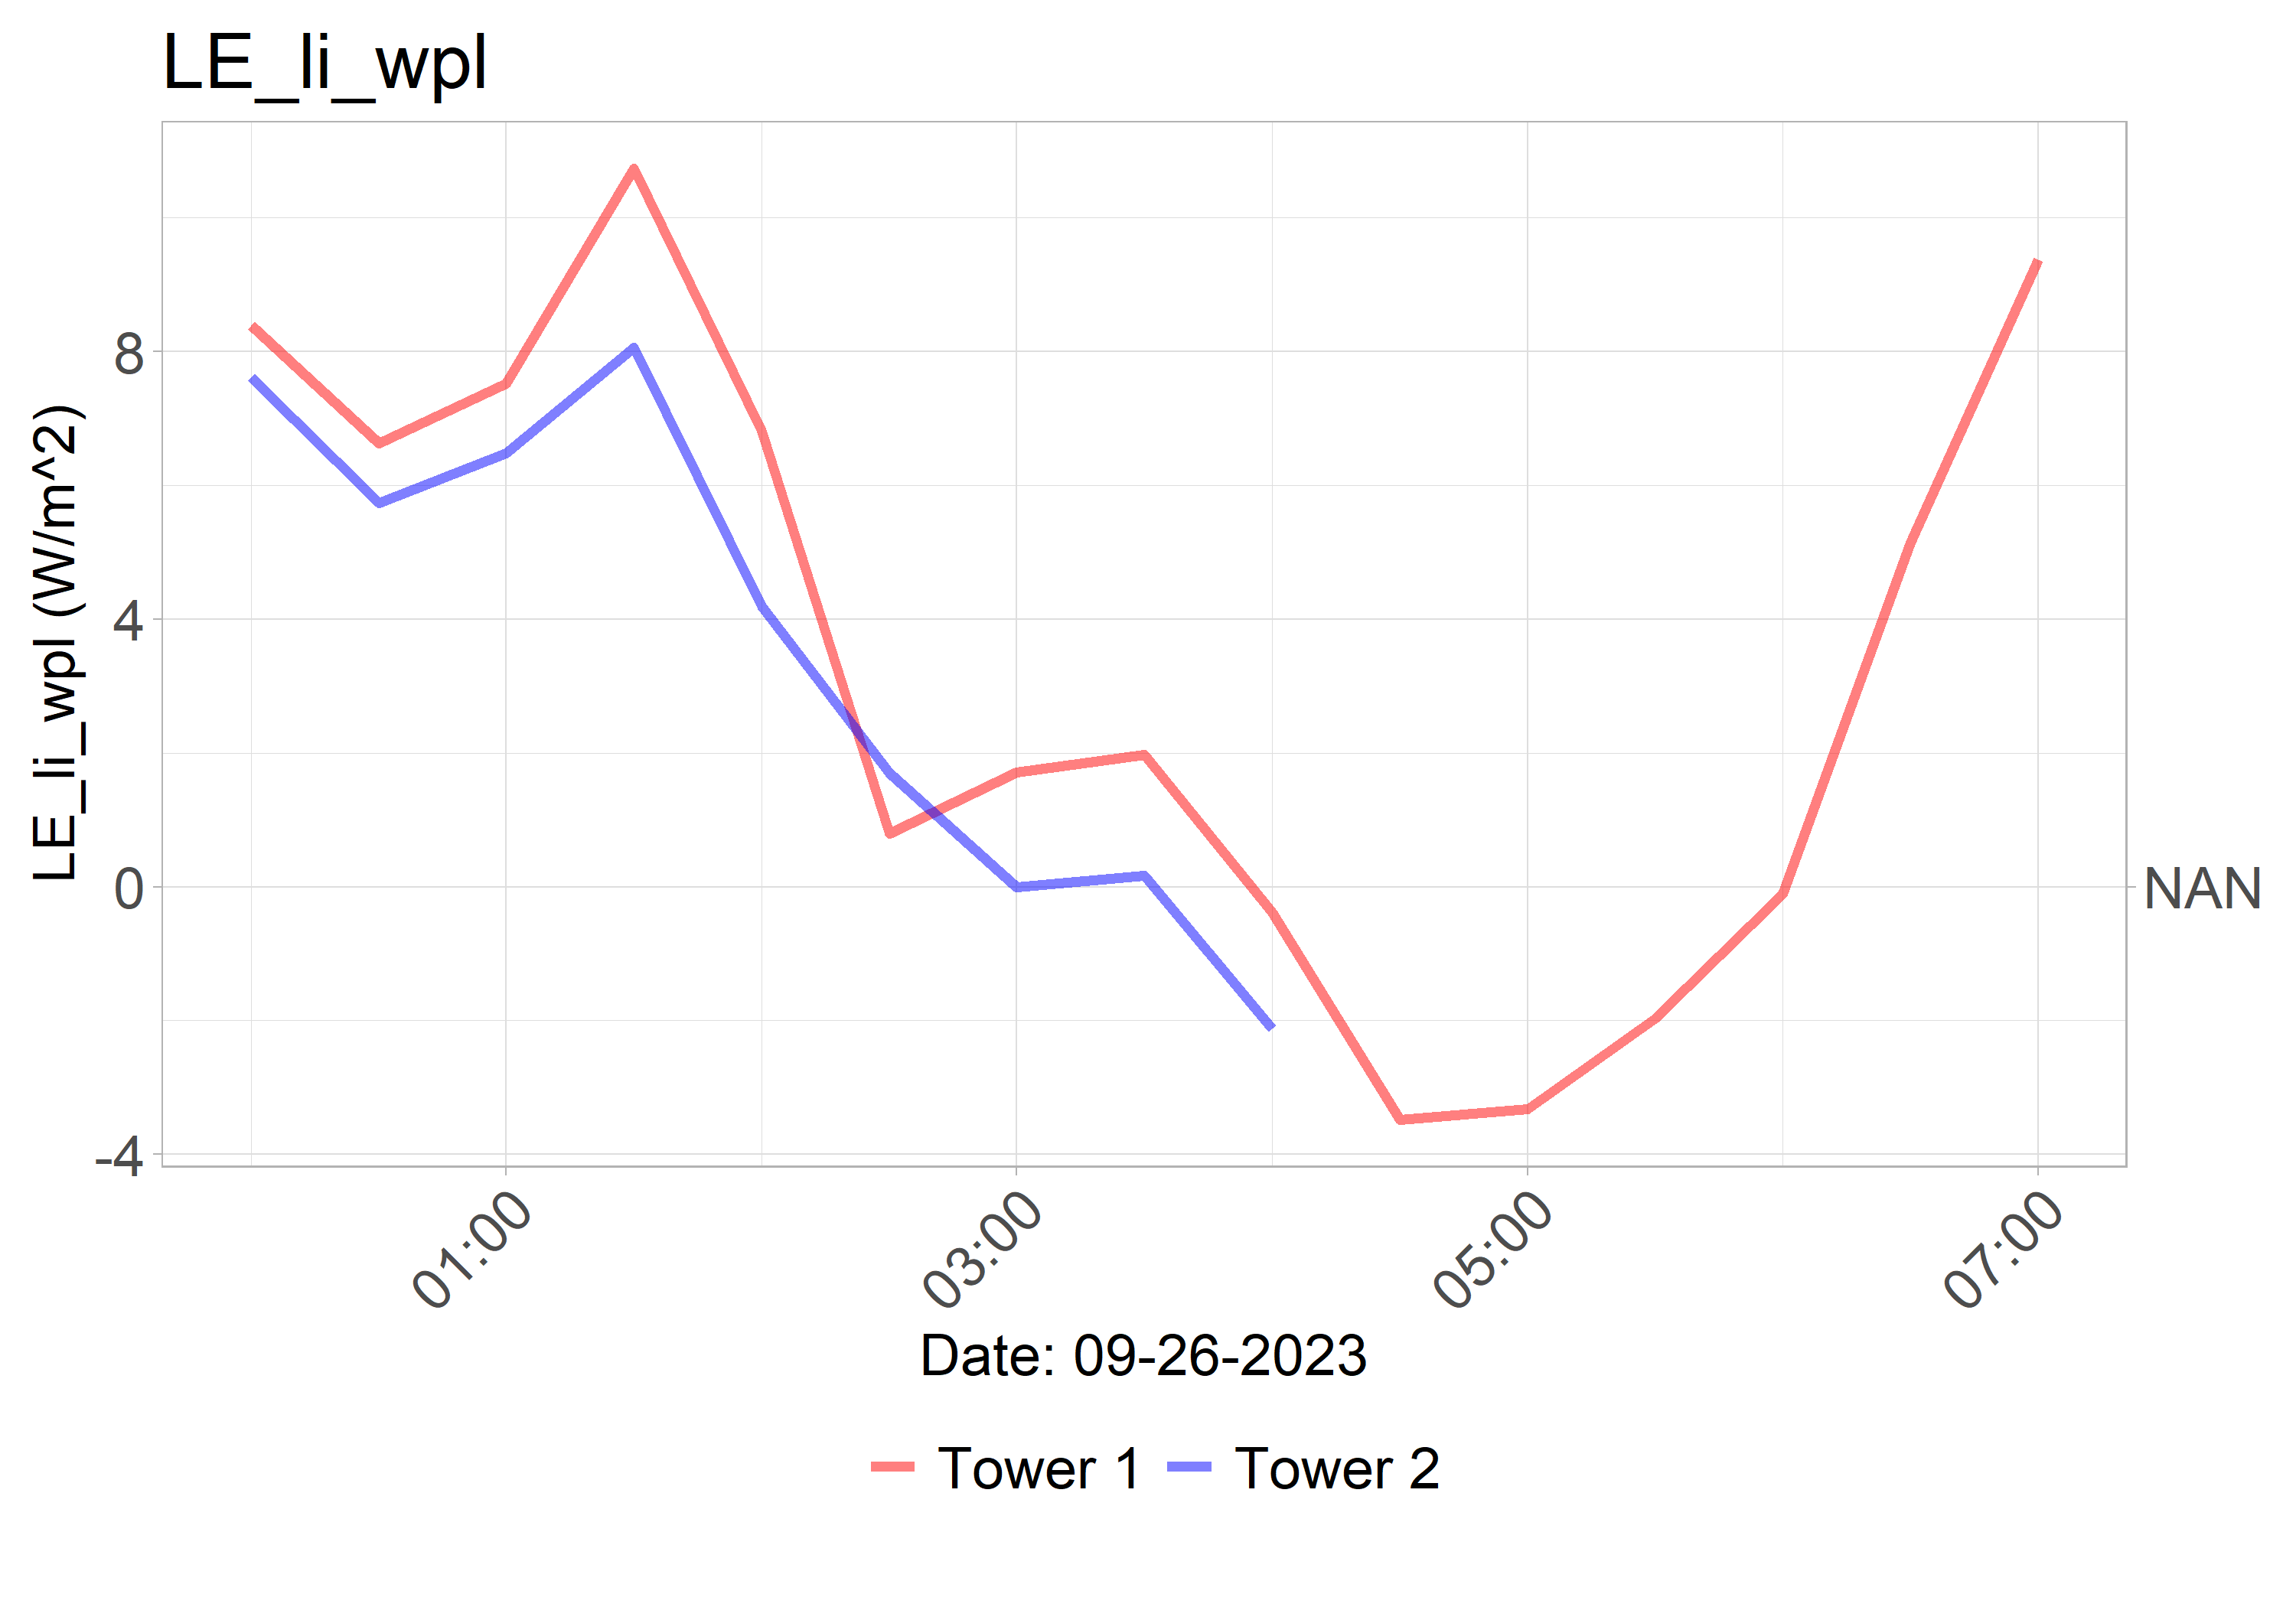 LE_li_wpl
LE_li_wpl (W/m^2)
8
4
0
-4
NAN
01:00
03:00
05:00
07:00
Date: 09-26-2023
Tower 1
Tower 2